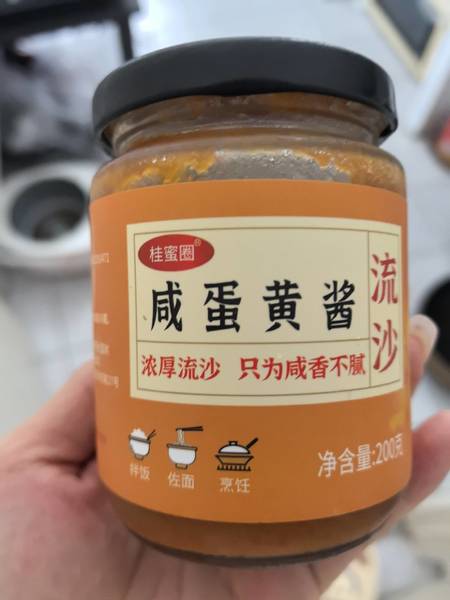 桂蜜圈®
咸蛋黄酱
流沙
浓厚流沙 只为咸香不腻
拌饭
佐面
烹饪
净含量:200克